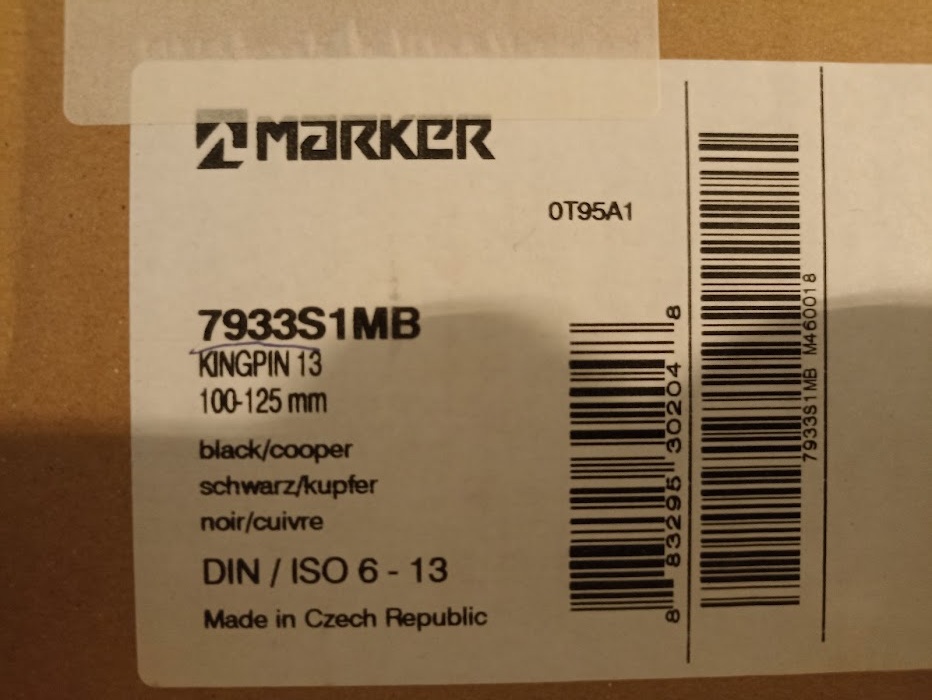 MARKER
0T95A1
7933S1MB
KINGPIN 13
100-125 mm
black/cooper
schwarz/kupfer
noir/cuivre
DIN / ISO 6 - 13
Made in Czech Republic
8 83295 30204 8
7933S1MB M460018